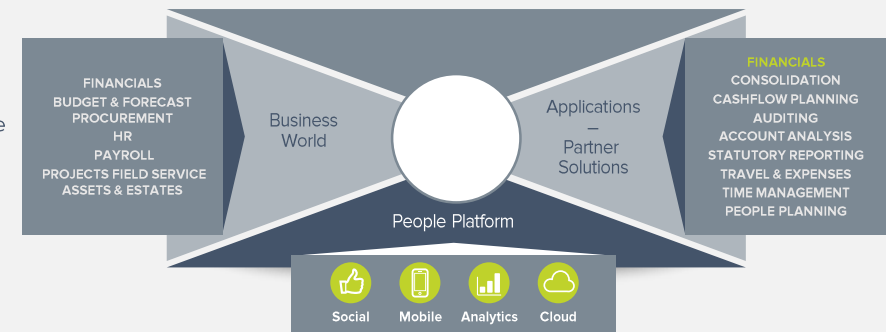 e
FINANCIALS
BUDGET & FORECAST
PROCUREMENT
HR
PAYROLL
PROJECTS FIELD SERVICE
ASSETS & ESTATES
Business
World
Applications
–
Partner
Solutions
FINANCIALS
CONSOLIDATION
CASHFLOW PLANNING
AUDITING
ACCOUNT ANALYSIS
STATUTORY REPORTING
TRAVEL & EXPENSES
TIME MANAGEMENT
PEOPLE PLANNING
People Platform
Social Mobile Analytics Cloud